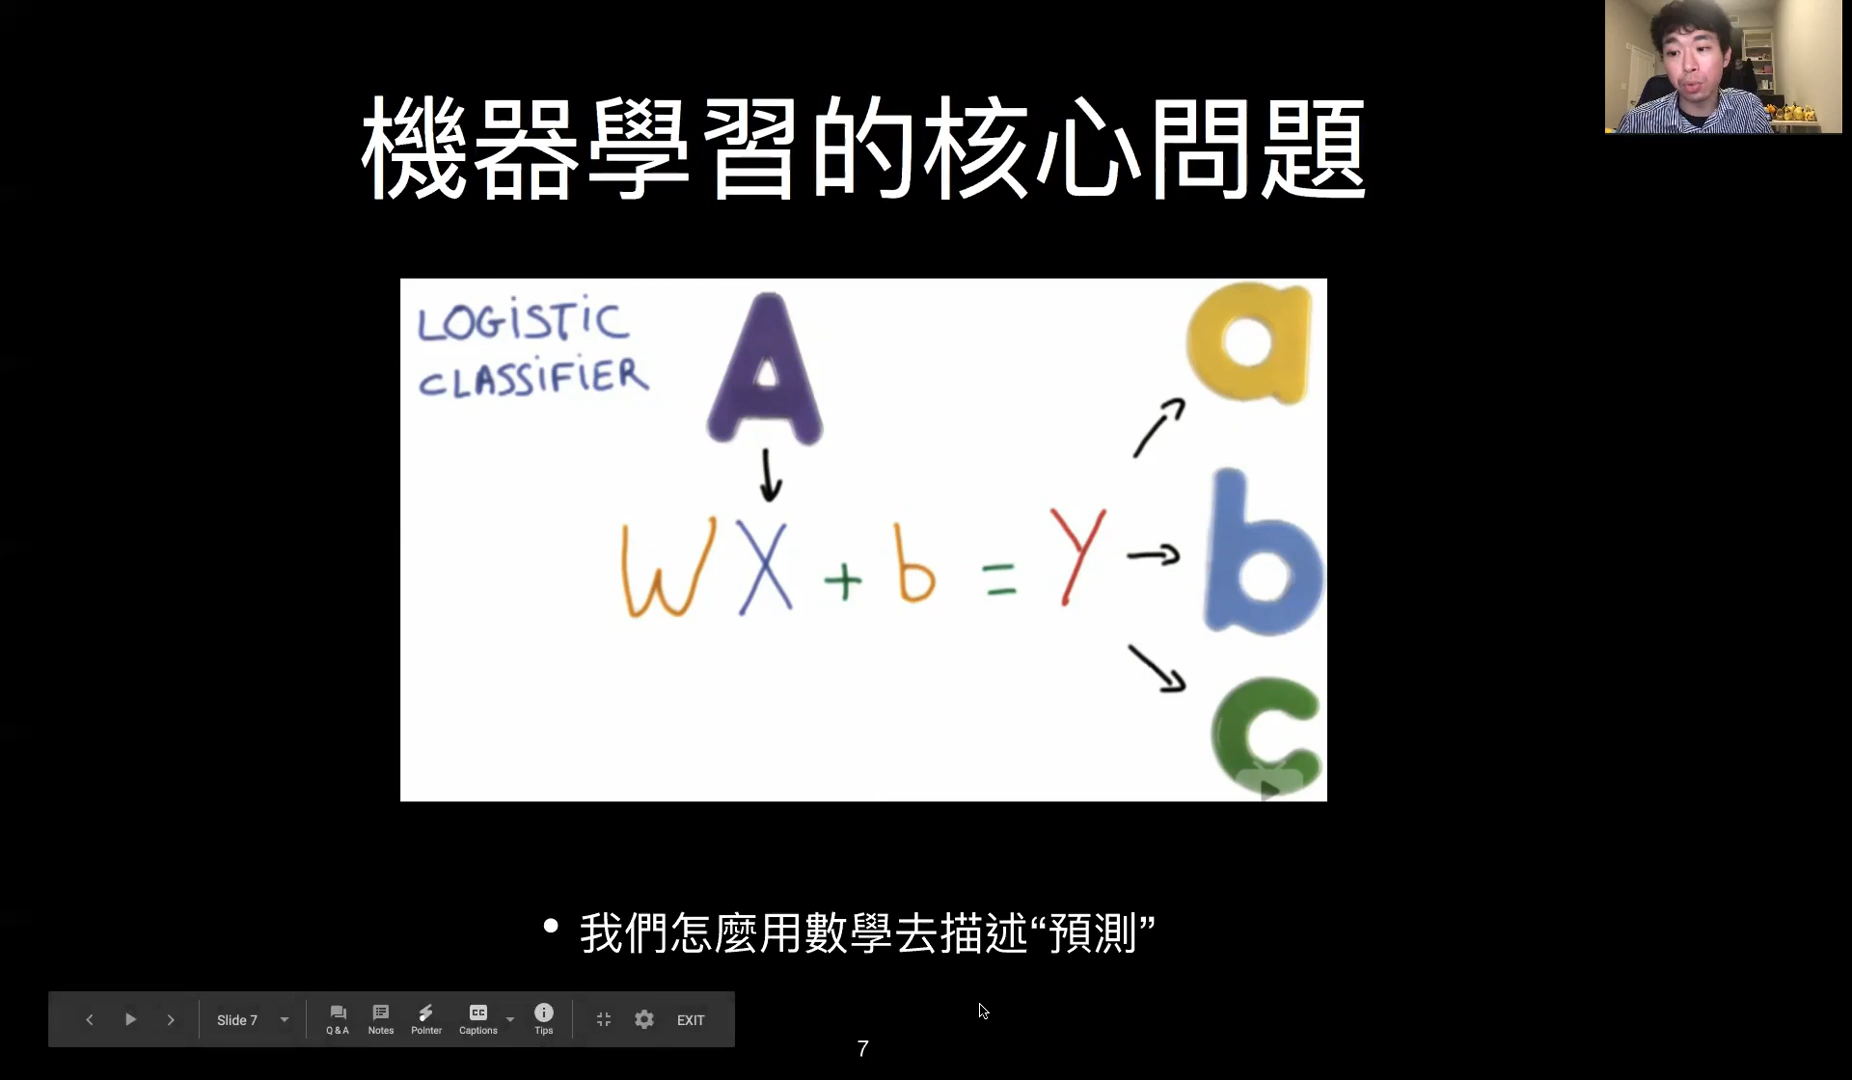 機器學習的核心問題
LOGISTIC
CLASSIFIER
A
a
WX + b = Y
b
c
• 我們怎麼用數學去描述“預測”
Slide 7
Q & A
Notes
Pointer
CC
Captions
Tips
EXIT
7